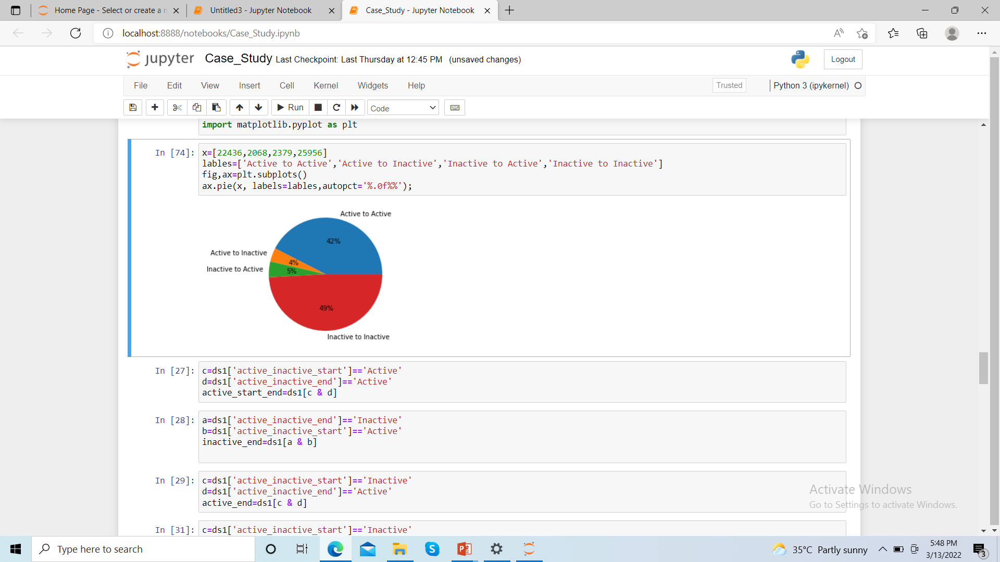 Home Page - Select or create a n
Untitled3 - Jupyter Notebook
Case_Study - Jupyter Notebook
localhost:8888/notebooks/Case_Study.ipynb
jupyter Case_Study Last Checkpoint: Last Thursday at 12:45 PM (unsaved changes)
Logout
File Edit View Insert Cell Kernel Widgets Help
Trusted
Python 3 (ipykernel)
Run
Code
import matplotlib.pyplot as plt
In [74]:
x=[22436,2068,2379,25956]
lables=['Active to Active','Active to Inactive','Inactive to Active','Inactive to Inactive']
fig,ax=plt.subplots()
ax.pie(x, labels=lables,autopct='%.0f%%');
Active to Active
42%
Active to Inactive
4%
Inactive to Active
5%
49%
Inactive to Inactive
In [27]:
c=ds1['active_inactive_start']=='Active'
d=ds1['active_inactive_end']=='Active'
active_start_end=ds1[c & d]
In [28]:
a=ds1['active_inactive_end']=='Inactive'
b=ds1['active_inactive_start']=='Active'
inactive_end=ds1[a & b]
In [29]:
c=ds1['active_inactive_start']=='Inactive'
d=ds1['active_inactive_end']=='Active'
active_end=ds1[c & d]
In [31]:
c=ds1['active_inactive_start']=='Inactive'
Activate Windows
Go to Settings to activate Windows.
Type here to search
35°C Partly sunny
5:48 PM
3/13/2022
3